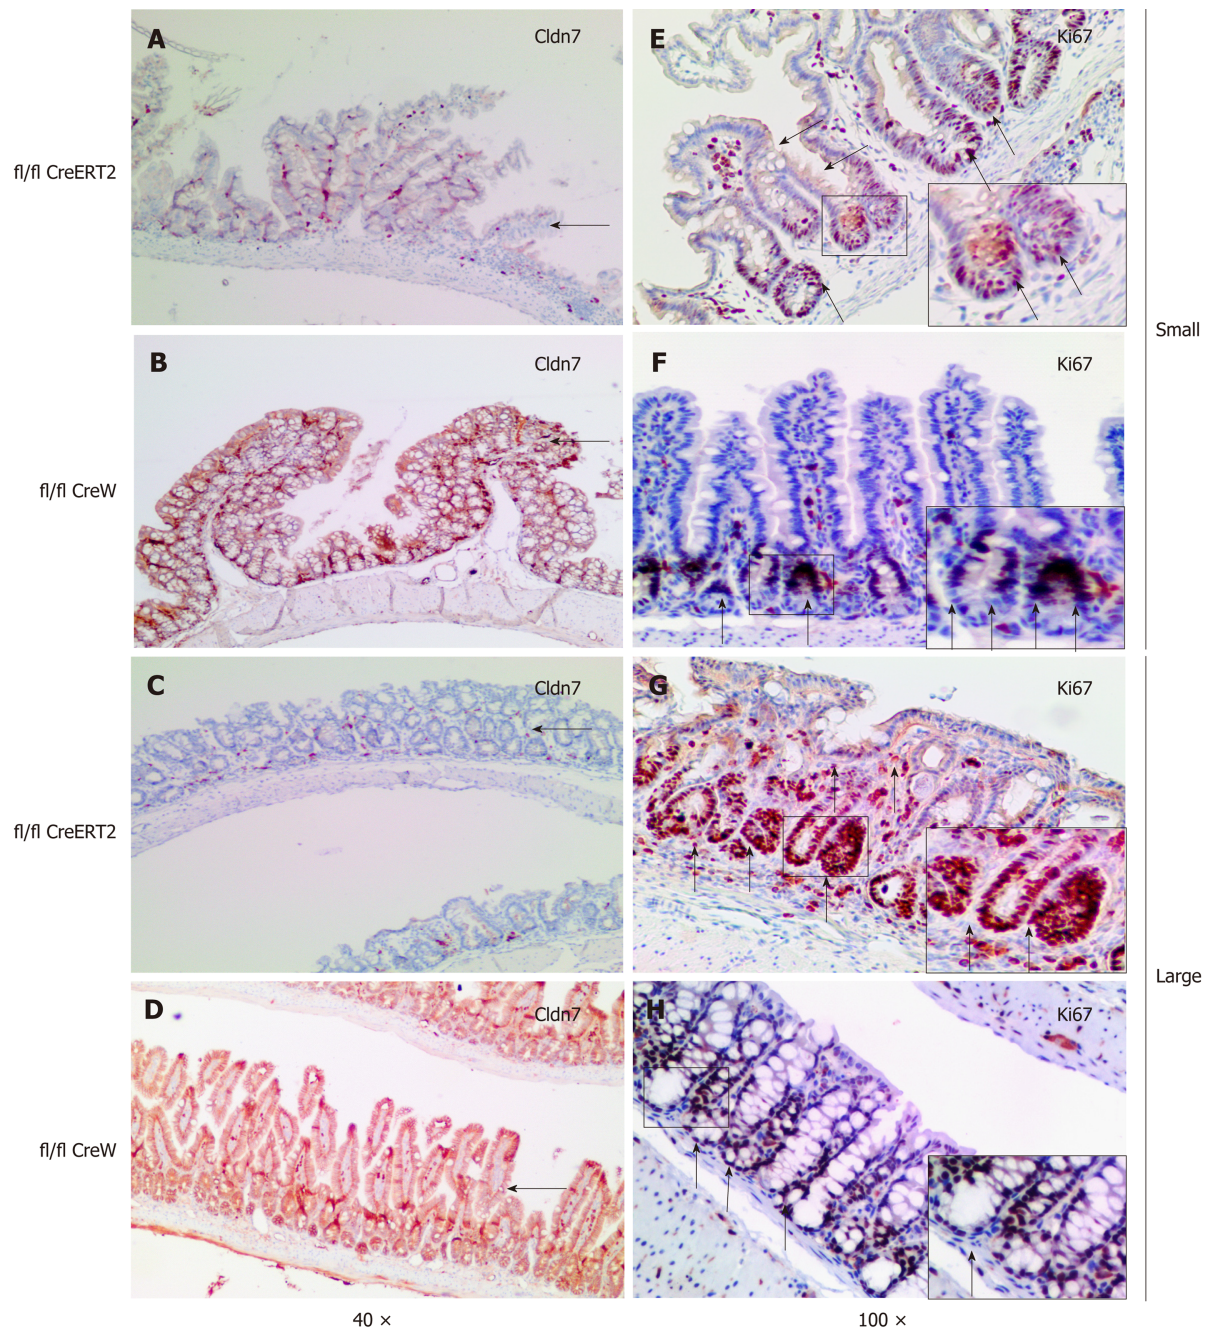 A Cldn7
E Ki67
fl/fl CreERT2
B Cldn7
F Ki67
Small
fl/fl CreW
C Cldn7
G Ki67
fl/fl CreERT2
Large
D Cldn7
H Ki67
fl/fl CreW
40 ×
100 ×